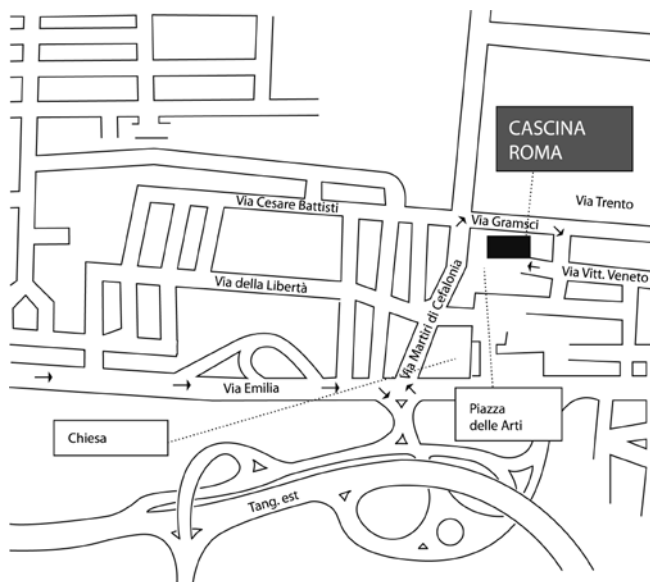 CASCINA
ROMA
Via Trento
Via Cesare Battisti
Via Gramsci
Via Vitt. Veneto
Via della Libertà
Via Martiri di Cefalonia
Via Emilia
Piazza
delle Arti
Chiesa
Tang. est